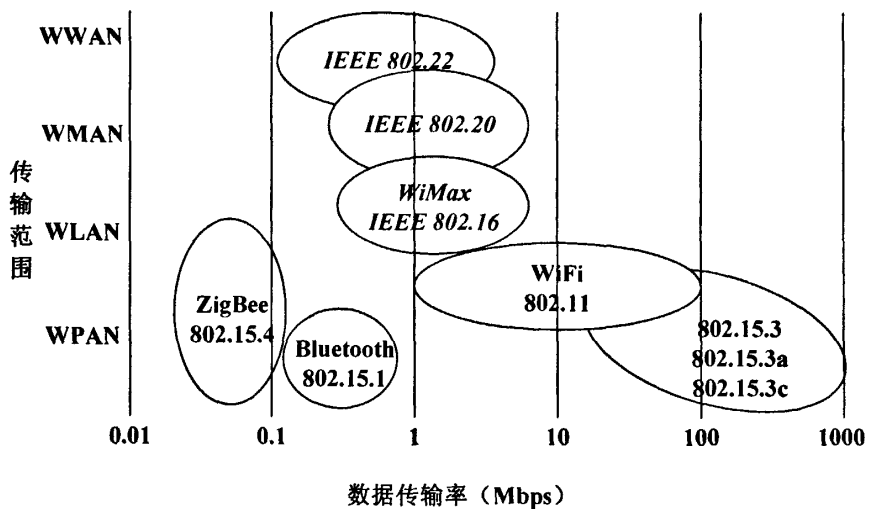 WWAN
IEEE 802.22
IEEE 802.20
WMAN
传输范围
WiMax
IEEE 802.16
WLAN
WiFi
802.11
ZigBee
802.15.4
WPAN
Bluetooth
802.15.1
802.15.3
802.15.3a
802.15.3c
0.01 0.1 1 10 100 1000
数据传输率（Mbps）